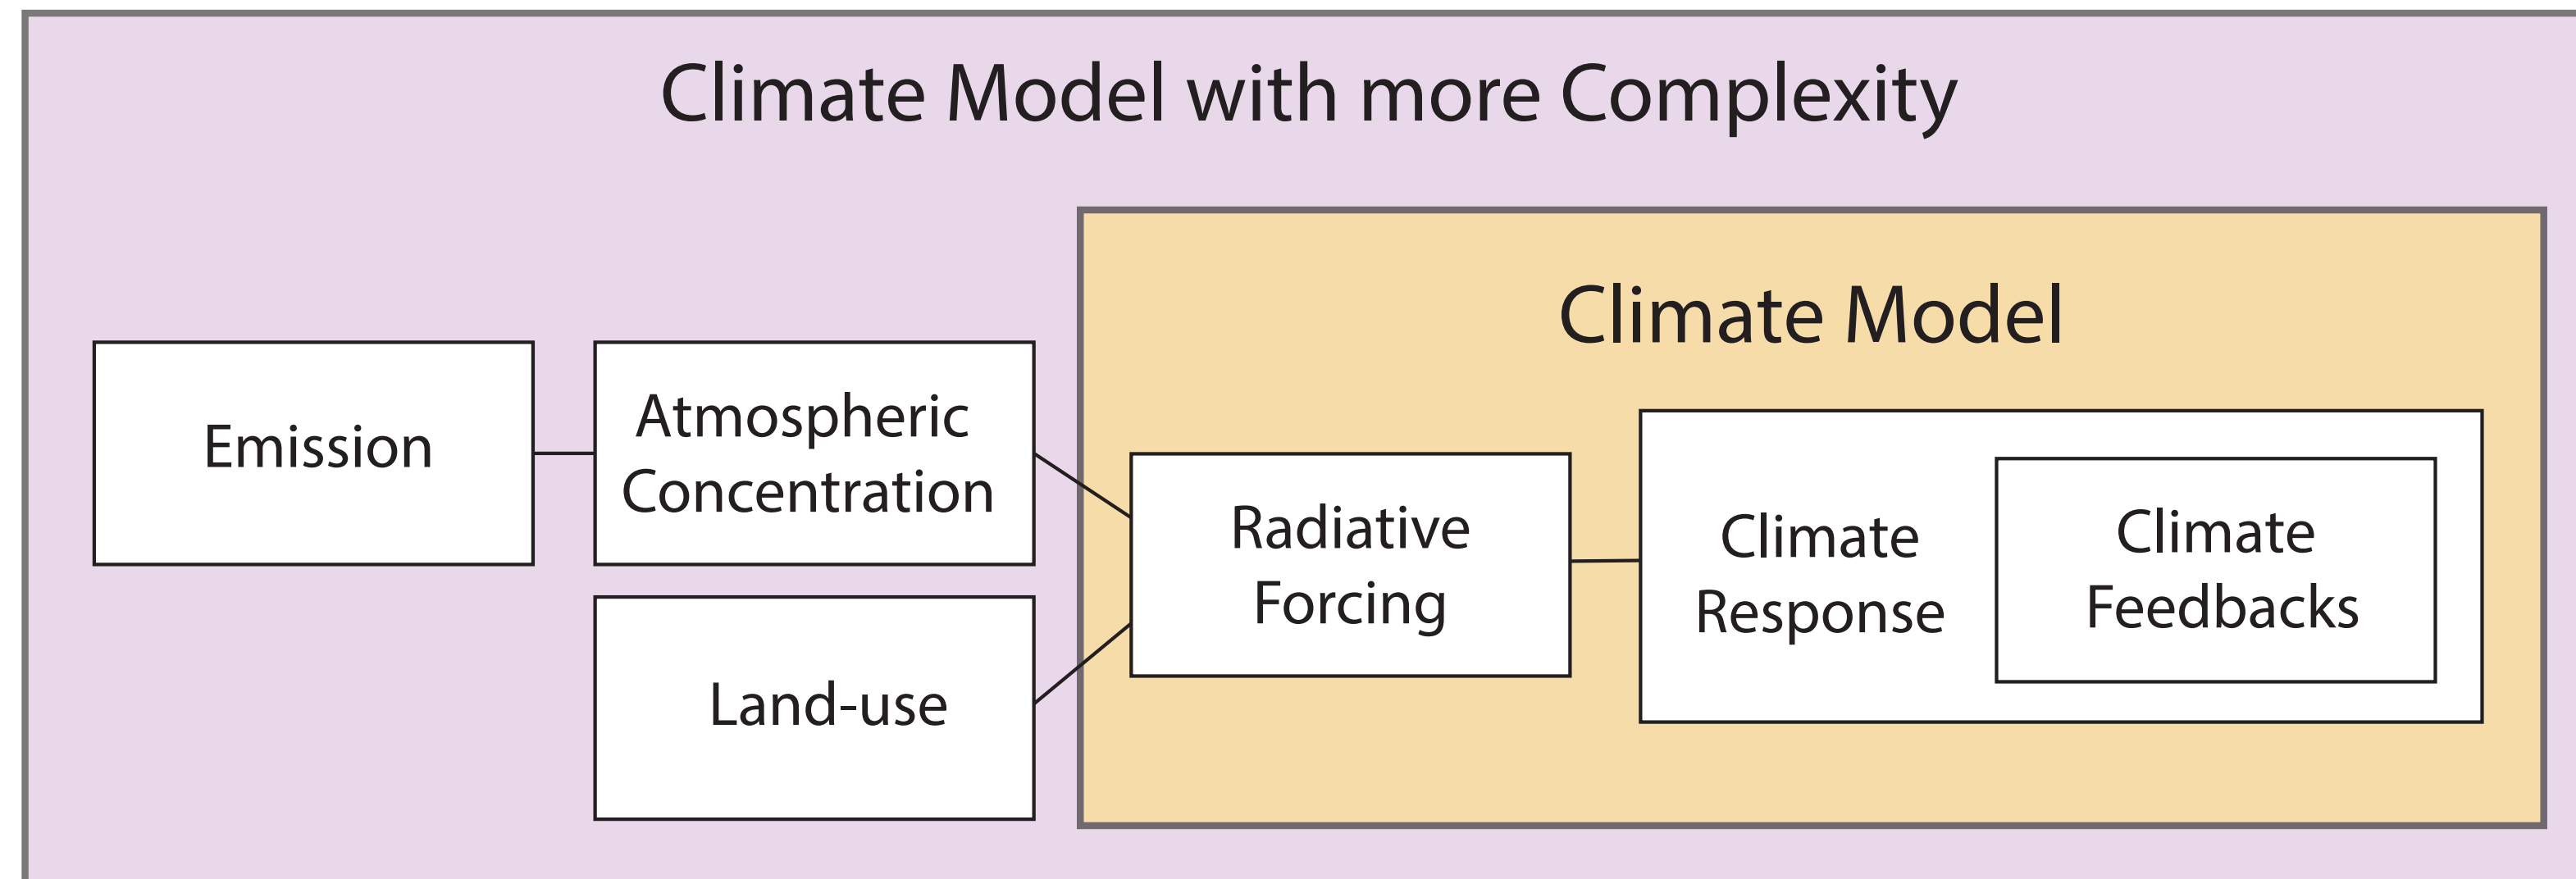 Climate Model with more Complexity
Climate Model
Emission
Atmospheric
Concentration
Land-use
Radiative
Forcing
Climate
Response
Climate
Feedbacks